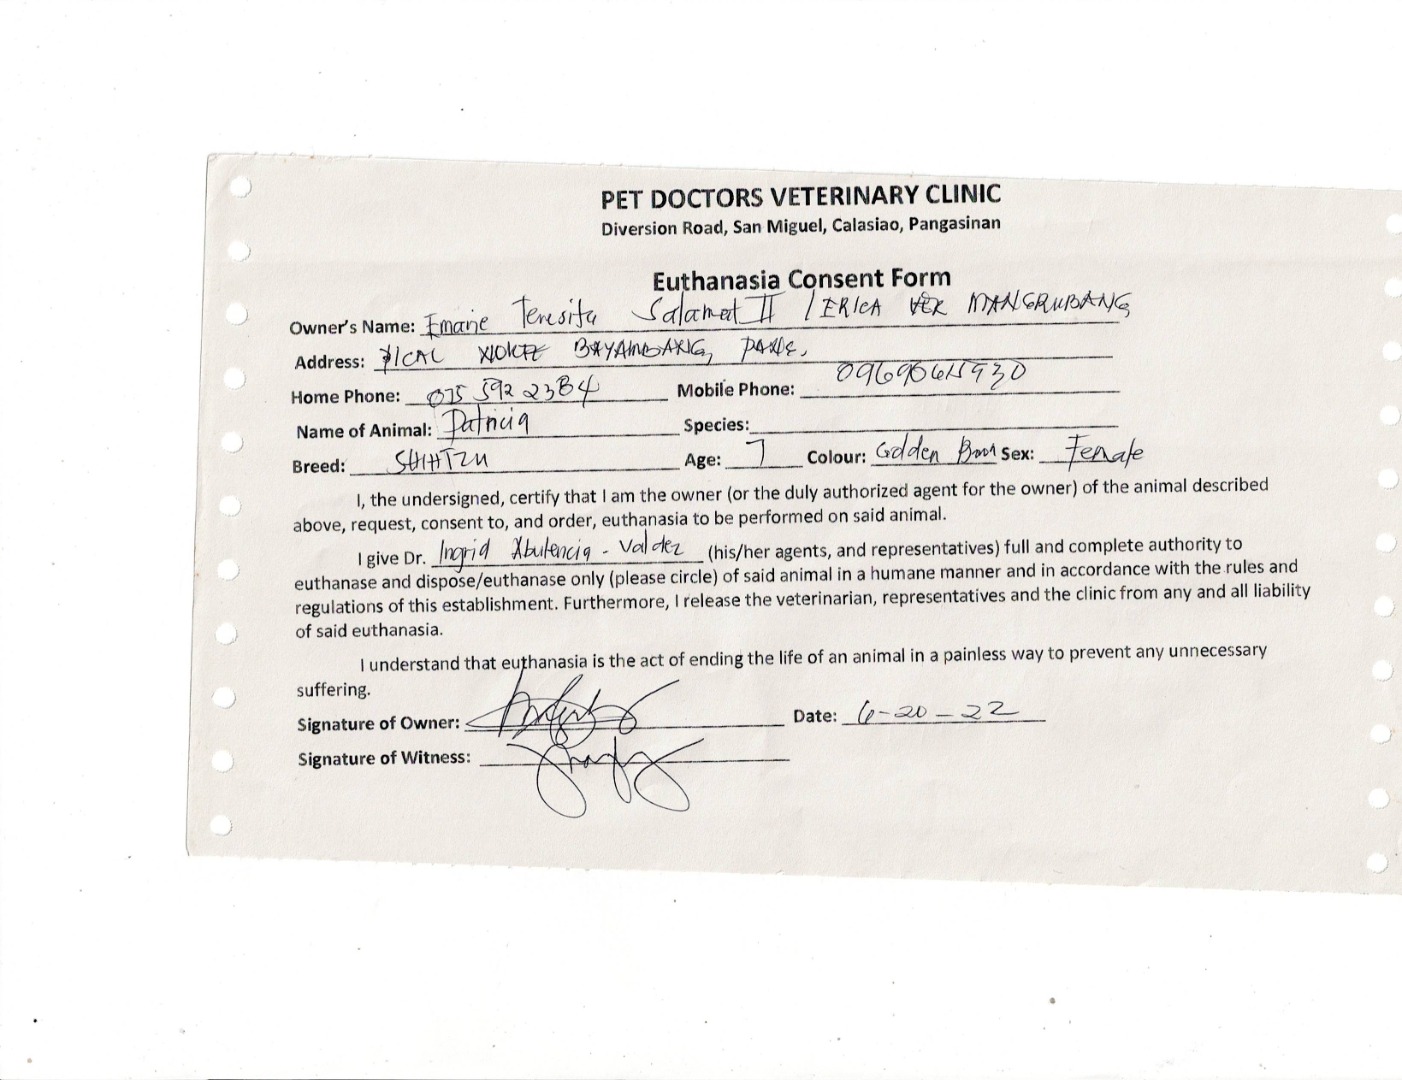 PET DOCTORS VETERINARY CLINIC
Diversion Road, San Miguel, Calasiao, Pangasinan
Euthanasia Consent Form
Owner's Name: Emarie Teresita Salamat II / ERICA MANGRUBANG
Address: BAYAMBANG,
Home Phone: 075 592 2384 Mobile Phone:
Name of Animal: Patricia Species:
Breed: SHIHTZU Age: 7 Colour: Golden Sex: Female
I, the undersigned, certify that I am the owner (or the duly authorized agent for the owner) of the animal described
above, request, consent to, and order, euthanasia to be performed on said animal.
I give Dr. Ingrid Abulencia - Valdez (his/her agents, and representatives) full and complete authority to
euthanase and dispose/euthanase only (please circle) of said animal in a humane manner and in accordance with the rules and
regulations of this establishment. Furthermore, I release the veterinarian, representatives and the clinic from any and all liability
of said euthanasia.
I understand that euthanasia is the act of ending the life of an animal in a painless way to prevent any unnecessary
suffering.
Signature of Owner: Date: 6-20-22
Signature of Witness: